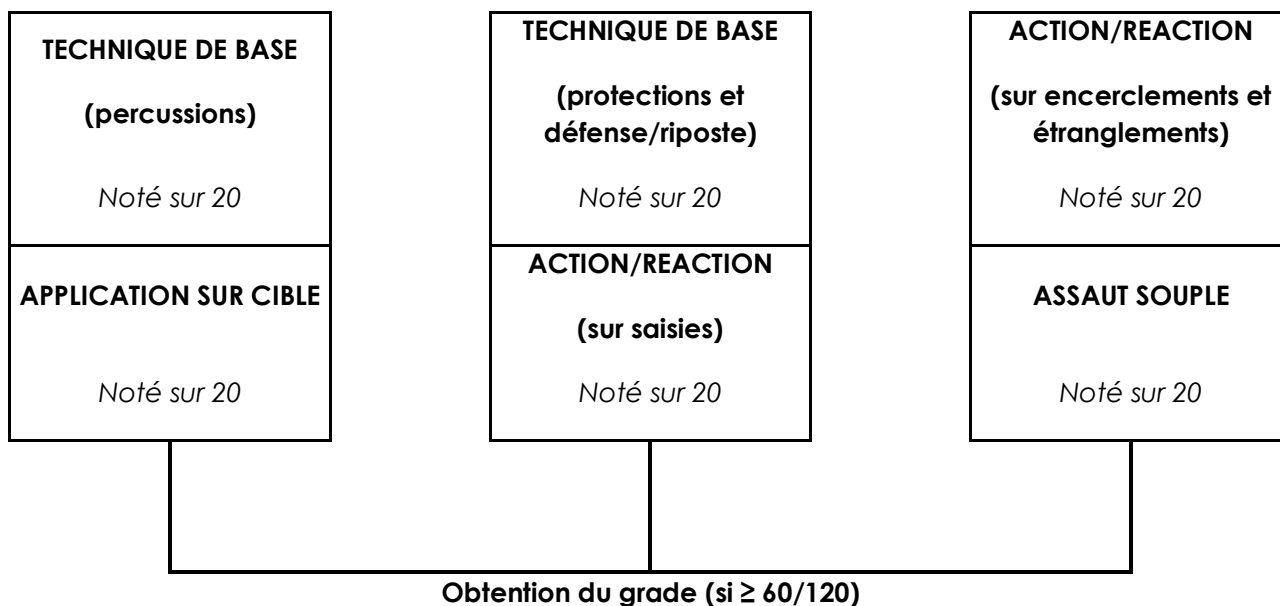 TECHNIQUE DE BASE
(percussions)
Noté sur 20
APPLICATION SUR CIBLE
Noté sur 20
TECHNIQUE DE BASE
(protections et
défense/riposte)
Noté sur 20
ACTION/REACTION
(sur saisies)
Noté sur 20
ACTION/REACTION
(sur encerclements et
étranglements)
Noté sur 20
ASSAUT SOUPLE
Noté sur 20
Obtention du grade (si ≥ 60/120)